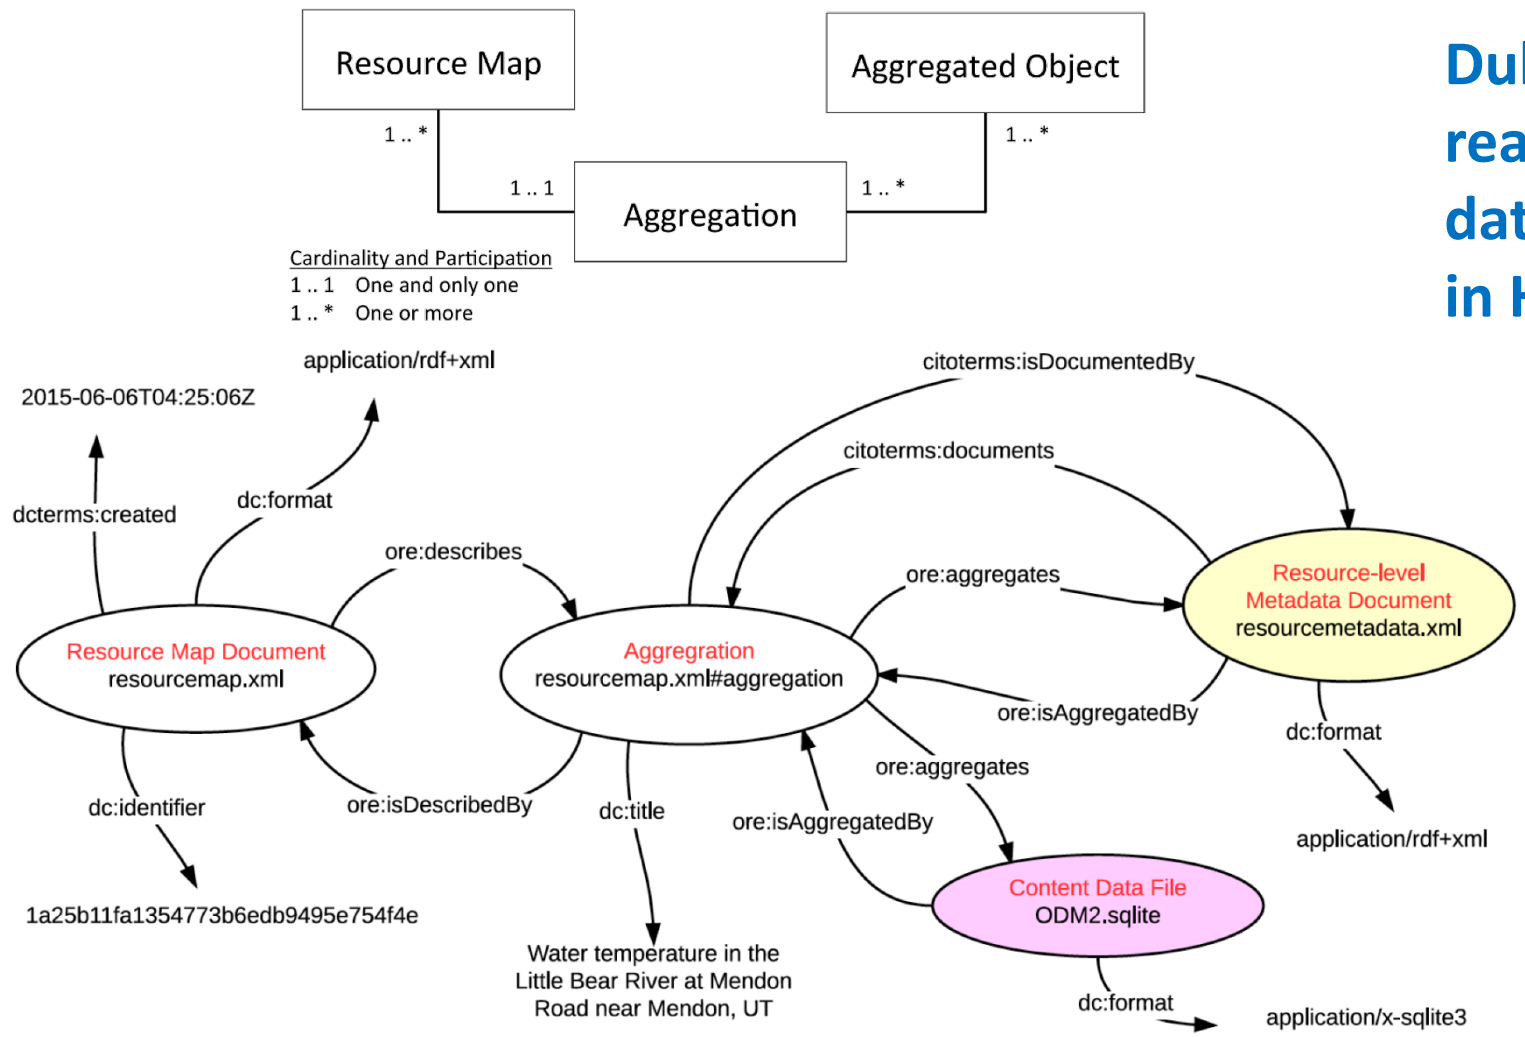 Resource Map
Aggregated Object
1 .. *
1 .. *
1 .. 1
1 .. *
Aggregation
Cardinality and Participation
1 .. 1 One and only one
1 .. * One or more
in
application/rdf+xml
citoterms:isDocumentedBy
2015-06-06T04:25:06Z
citoterms:documents
dc:format
dcterms:created
ore:describes
ore:aggregates
Resource-level
Metadata Document
resourcemetadata.xml
Resource Map Document
resourcemap.xml
Aggregration
resourcemap.xml#aggregation
ore:isAggregatedBy
dc:format
ore:aggregates
dc:identifier
ore:isDescribedBy
dc:title
ore:isAggregatedBy
application/rdf+xml
Content Data File
ODM2.sqlite
1a25b11fa1354773b6edb9495e754f4e
Water temperature in the
Little Bear River at Mendon
Road near Mendon, UT
dc:format
application/x-sqlite3